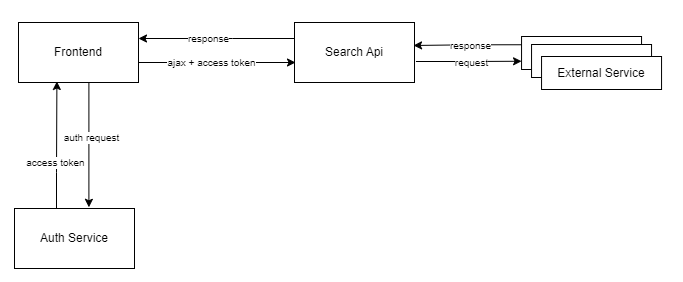 response
Frontend
Search Api
response
ajax + access token
request
External Service
auth request
access token
Auth Service